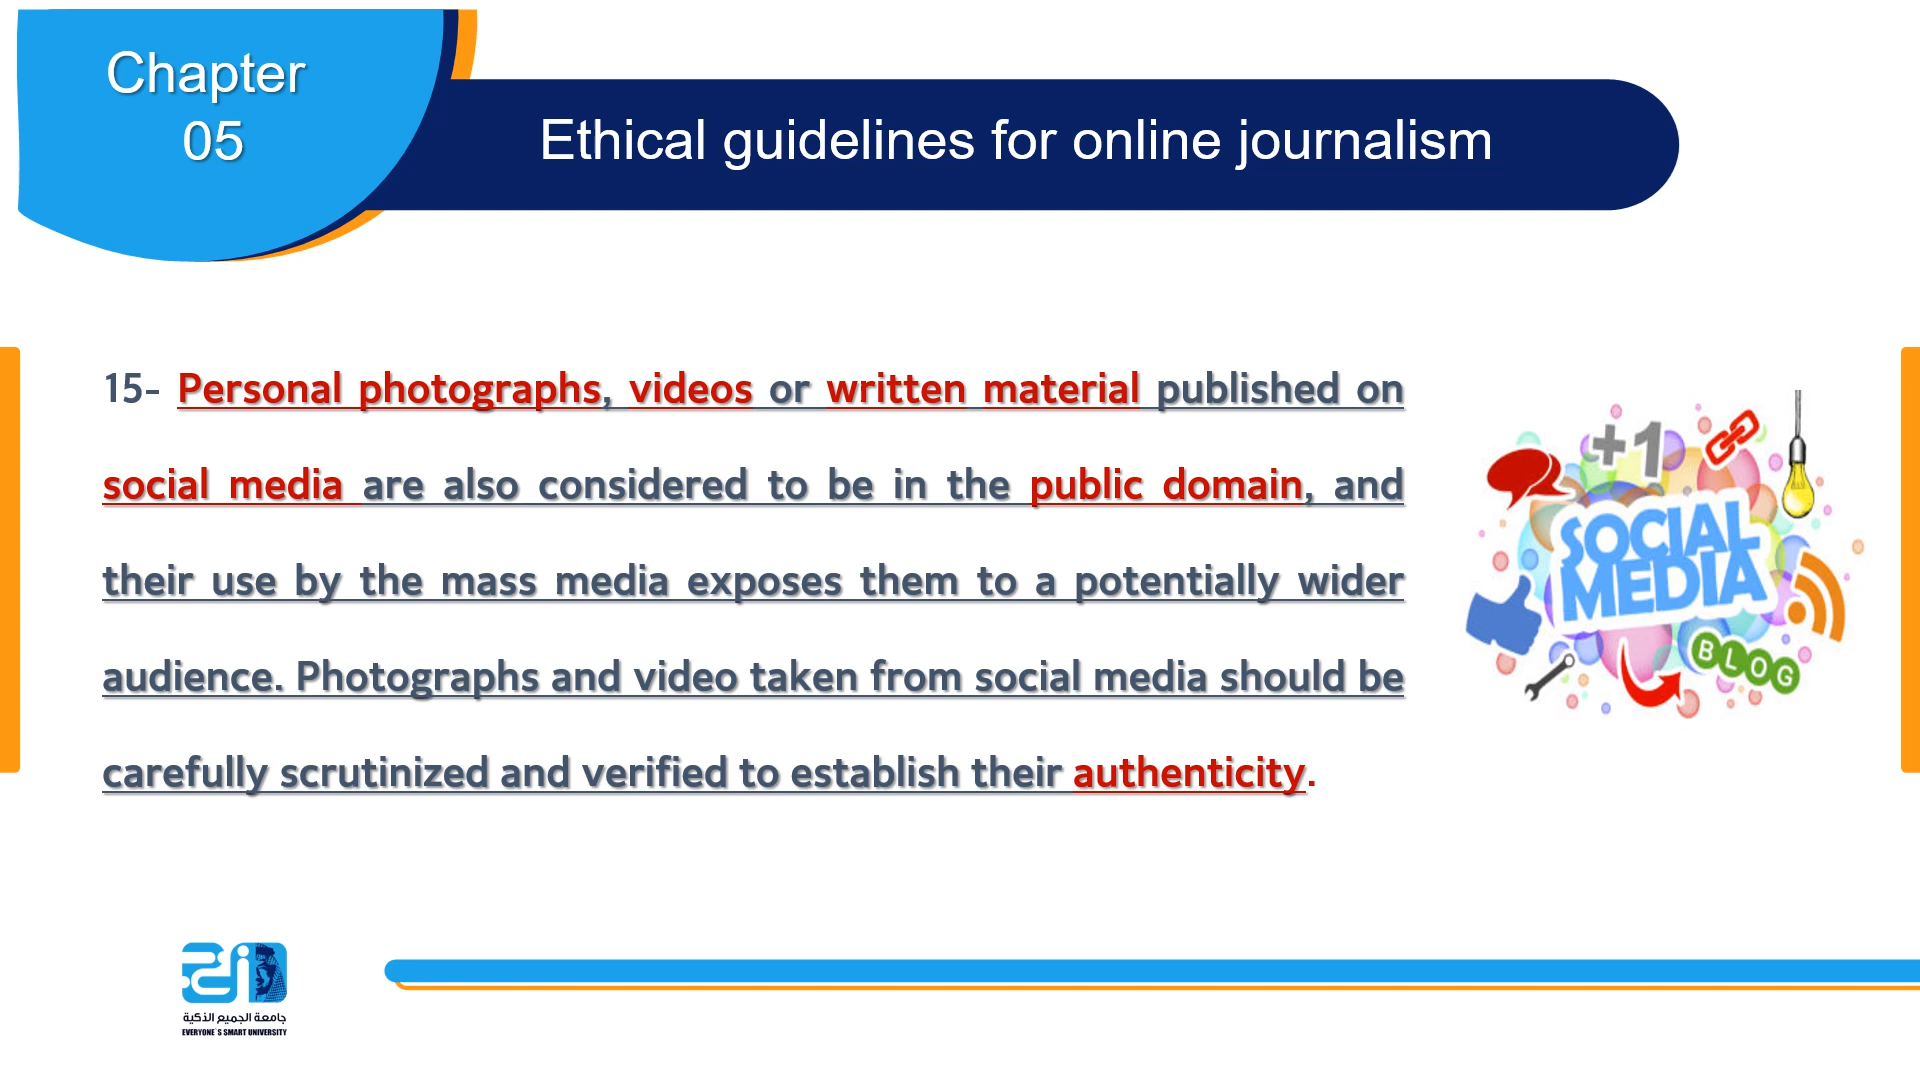 Chapter
05
Ethical guidelines for online journalism
15- Personal photographs, videos or written material published on
social media are also considered to be in the public domain, and
their use by the mass media exposes them to a potentially wider
audience. Photographs and video taken from social media should be
carefully scrutinized and verified to establish their authenticity.
+1
SOCIAL
MEDIA
BLOG
جامعة الجميع الذكية
EVERYONE`S SMART UNIVERSITY